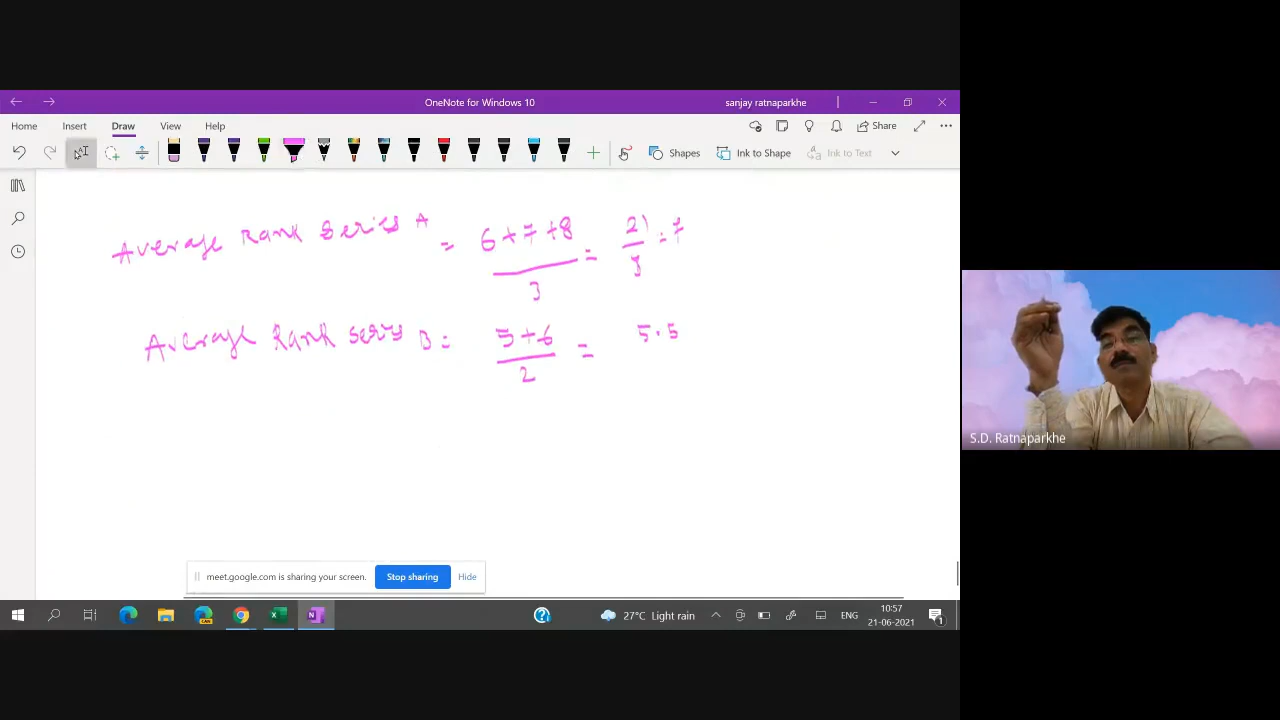 OneNote for Windows 10
sanjay ratnaparkhe
Home Insert Draw View Help
Share
Shapes Ink to Shape Ink to Text
Average Rank Series A = 6+7+8 = 21 = 7
3 3
Average Rank series B = 5+6 = 5.5
2
S.D. Ratnaparkhe
meet.google.com is sharing your screen. Stop sharing Hide
27°C Light rain ENG 10:57
21-06-2021
1